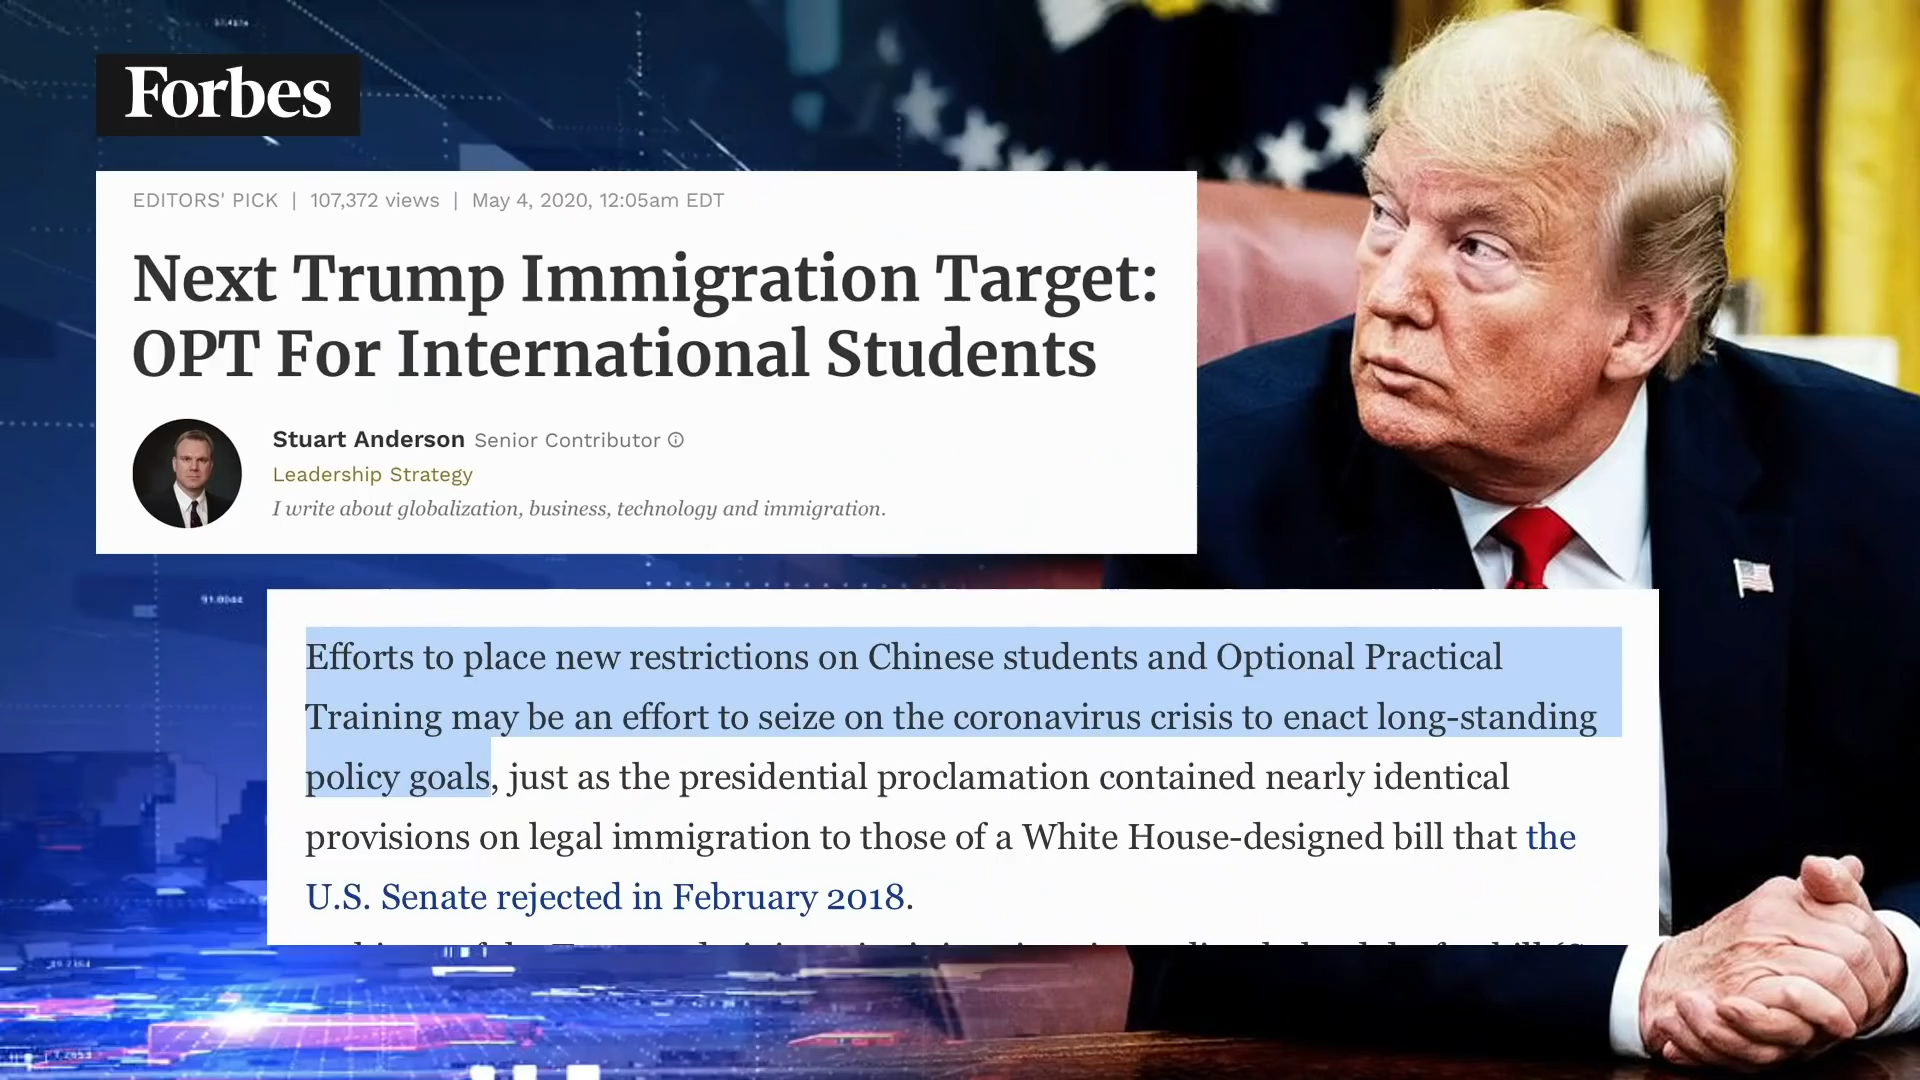 Forbes
EDITORS' PICK | 107,372 views | May 4, 2020, 12:05am EDT
Next Trump Immigration Target:
OPT For International Students
Stuart Anderson Senior Contributor
Leadership Strategy
I write about globalization, business, technology and immigration.
Efforts to place new restrictions on Chinese students and Optional Practical
Training may be an effort to seize on the coronavirus crisis to enact long-standing
policy goals, just as the presidential proclamation contained nearly identical
provisions on legal immigration to those of a White House-designed bill that the
U.S. Senate rejected in February 2018.